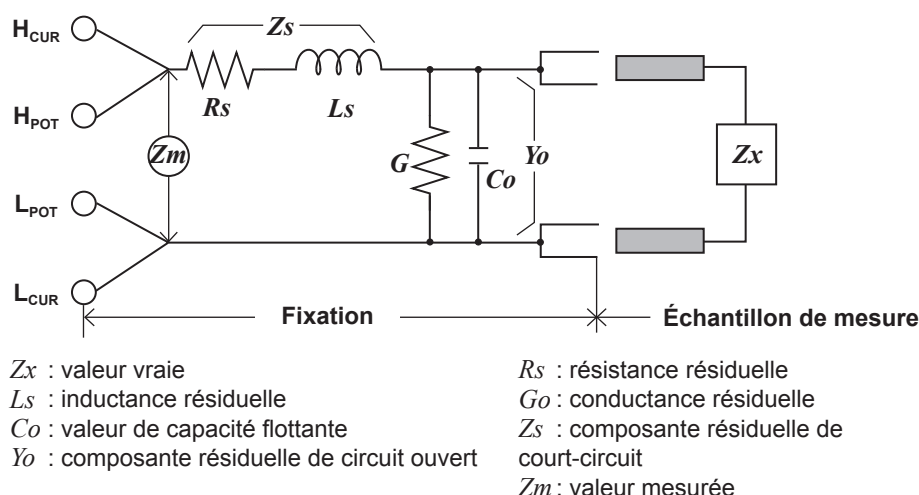 HCUR
Zs
HPOT
Rs
Ls
Zm
G
Co
Yo
Zx
LPOT
LCUR
Fixation
Échantillon de mesure
Zx : valeur vraie
Ls : inductance résiduelle
Co : valeur de capacité flottante
Yo : composante résiduelle de circuit ouvert
Rs : résistance résiduelle
Go : conductance résiduelle
Zs : composante résiduelle de
court-circuit
Zm : valeur mesurée